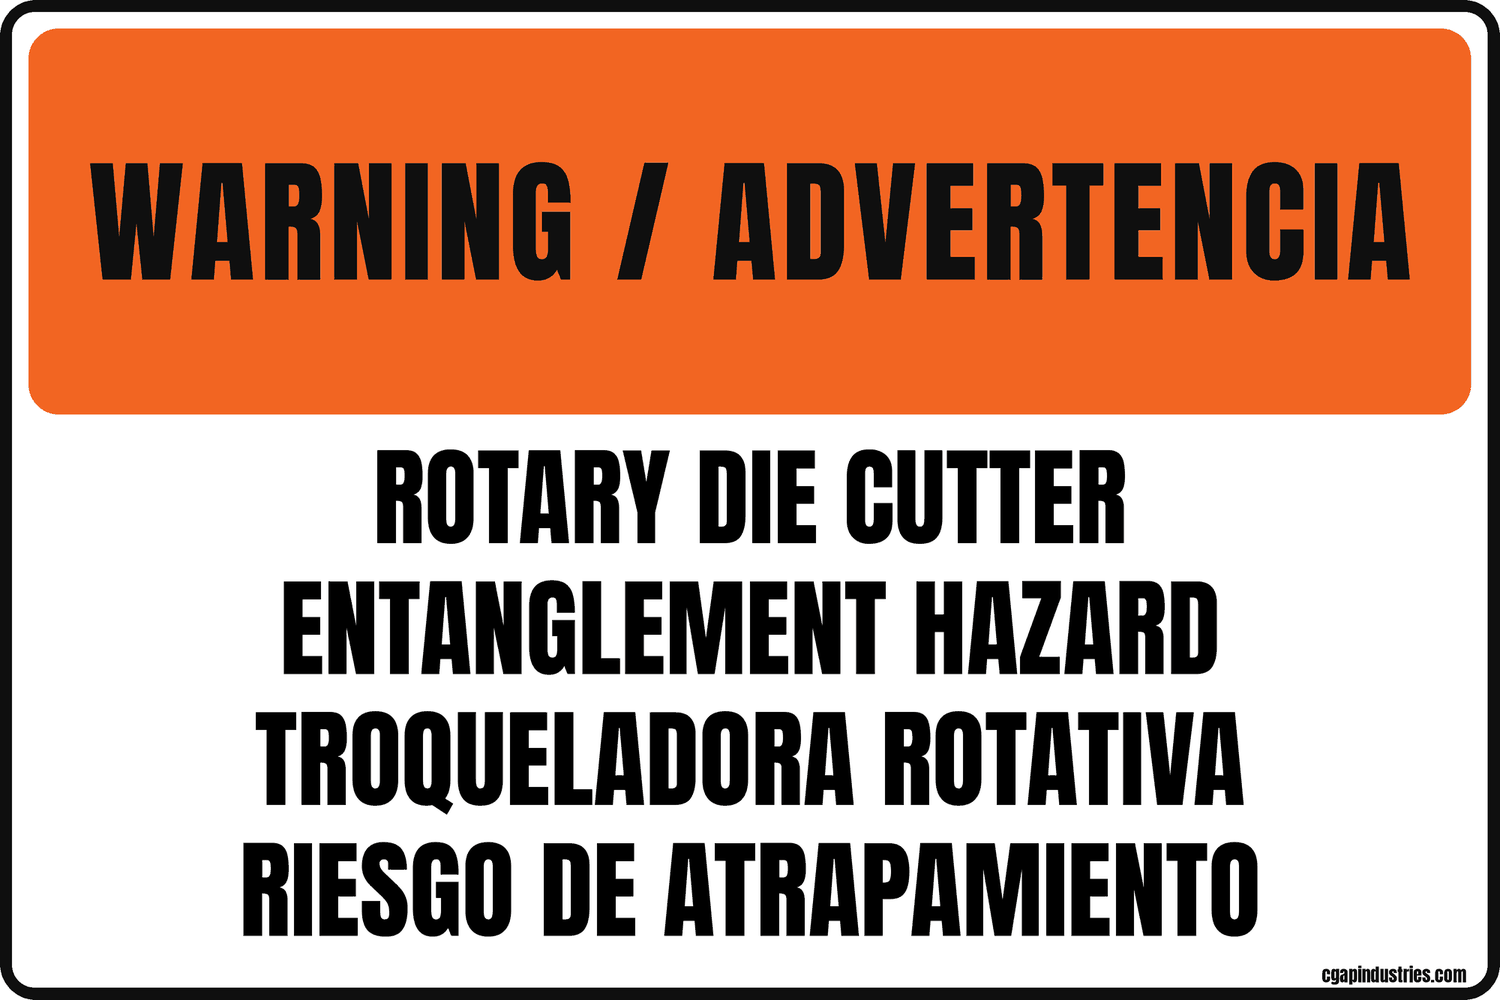 WARNING / ADVERTENCIA
ROTARY DIE CUTTER
ENTANGLEMENT HAZARD
TROQUELADORA ROTATIVA
RIESGO DE ATRAPAMIENTO
cgapindustries.com